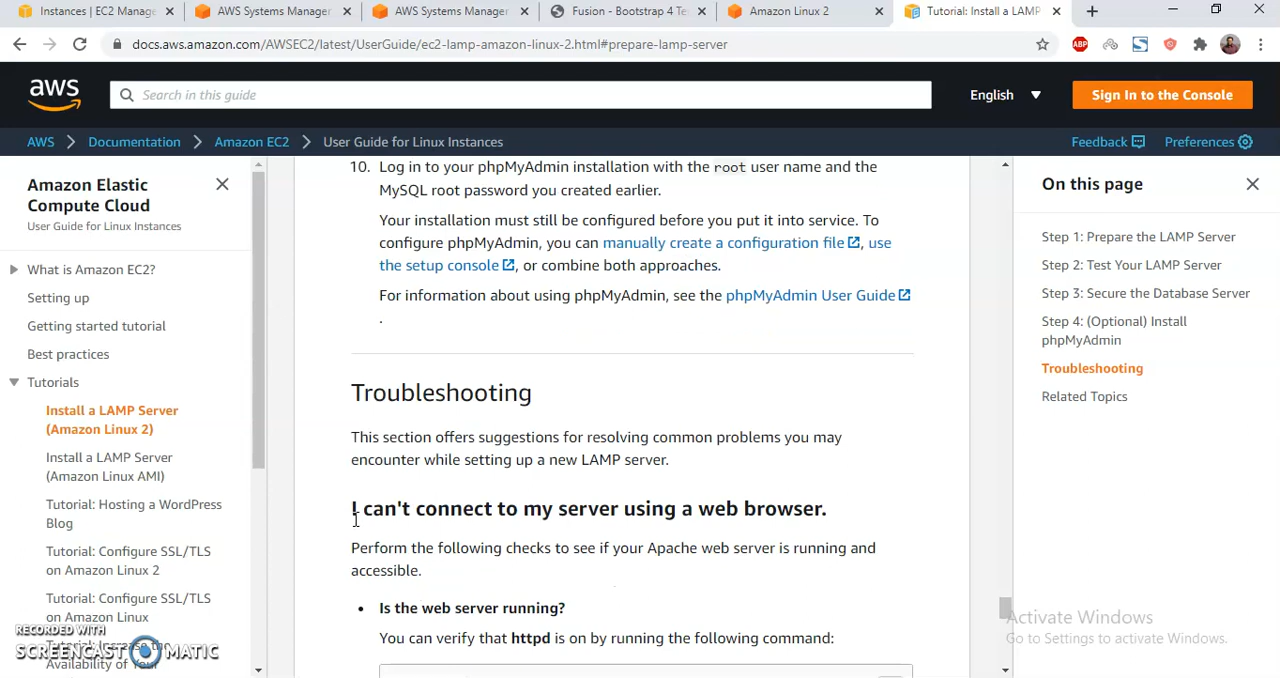 Instances | EC2 Manage
AWS Systems Manager
AWS Systems Manager
Fusion - Bootstrap 4 Te
Amazon Linux 2
Tutorial: Install a LAMP
docs.aws.amazon.com/AWSEC2/latest/UserGuide/ec2-lamp-amazon-linux-2.html#prepare-lamp-server
ABP
aws
Search in this guide
English
Sign In to the Console
AWS
Documentation
Amazon EC2
User Guide for Linux Instances
Feedback
Preferences
Amazon Elastic
Compute Cloud
User Guide for Linux Instances
What is Amazon EC2?
Setting up
Getting started tutorial
Best practices
Tutorials
Install a LAMP Server
(Amazon Linux 2)
Install a LAMP Server
(Amazon Linux AMI)
Tutorial: Hosting a WordPress
Blog
Tutorial: Configure SSL/TLS
on Amazon Linux 2
Tutorial: Configure SSL/TLS
on Amazon Linux
Tutorial: Increase the
Availability of Your
10. Log in to your phpMyAdmin installation with the root user name and the
MySQL root password you created earlier.
Your installation must still be configured before you put it into service. To
configure phpMyAdmin, you can manually create a configuration file, use
the setup console, or combine both approaches.
For information about using phpMyAdmin, see the phpMyAdmin User Guide
.
Troubleshooting
This section offers suggestions for resolving common problems you may
encounter while setting up a new LAMP server.
I can't connect to my server using a web browser.
Perform the following checks to see if your Apache web server is running and
accessible.
• Is the web server running?
You can verify that httpd is on by running the following command:
On this page
Step 1: Prepare the LAMP Server
Step 2: Test Your LAMP Server
Step 3: Secure the Database Server
Step 4: (Optional) Install
phpMyAdmin
Troubleshooting
Related Topics
Activate Windows
Go to Settings to activate Windows.
RECORDED WITH
SCREENCAST MATIC